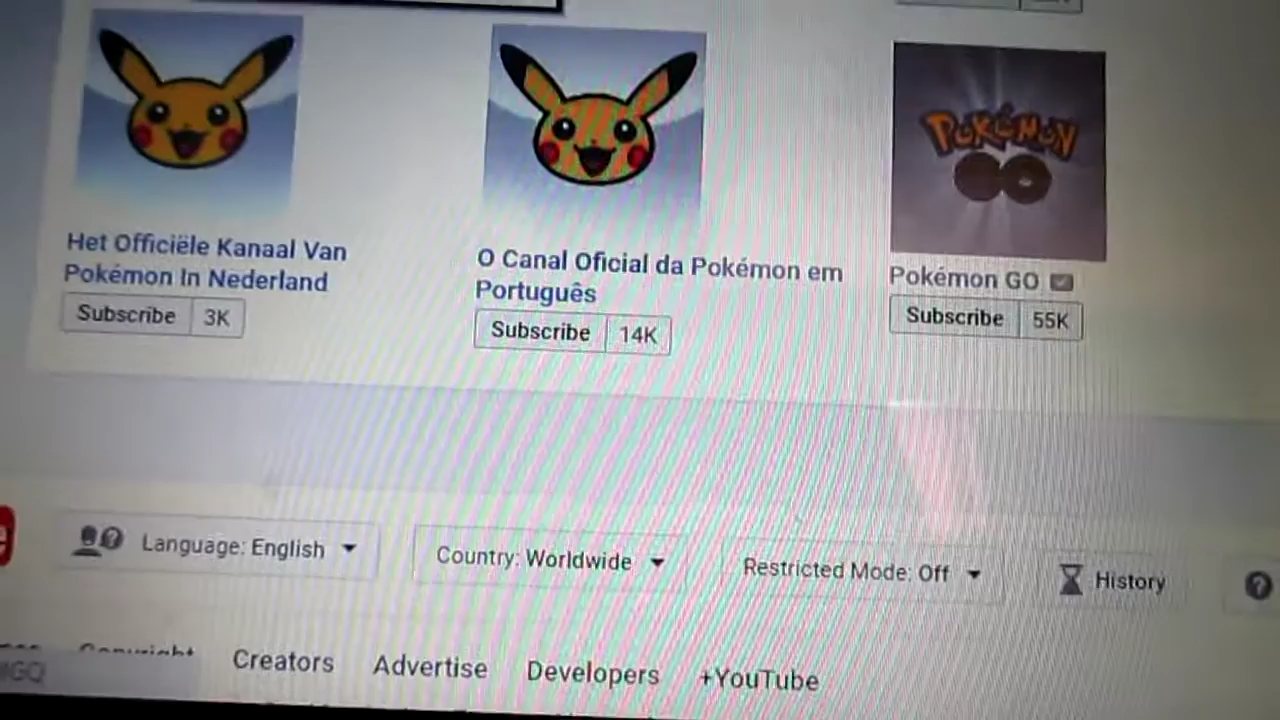 POKéMON
GO
Het Officiële Kanaal Van
Pokémon In Nederland
Subscribe 3K
O Canal Oficial da Pokémon em
Português
Subscribe 14K
Pokémon GO
Subscribe 55K
Language: English
Country: Worldwide
Restricted Mode: Off
History
Copyright
Creators
Advertise
Developers
+YouTube